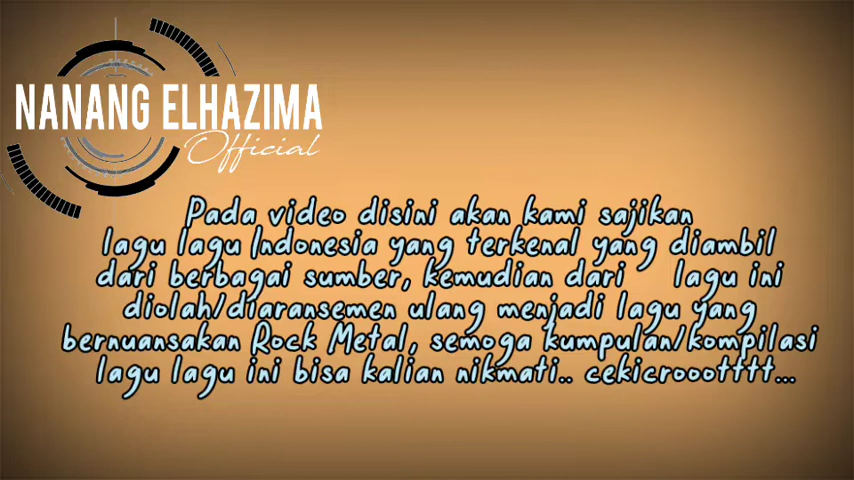 NANANG ELHAZIMA
Official
Pada video disini akan kami sajikan
lagu lagu Indonesia yang terkenal yang diambil
dari berbagai sumber, kemudian dari lagu ini
diolah/diaransemen ulang menjadi lagu yang
bernuansakan Rock Metal, semoga kumpulan/kompilasi
lagu lagu ini bisa kalian nikmati.. cekicroootttt...